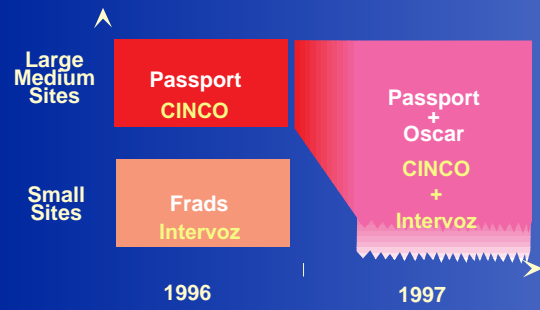 Large
Medium
Sites
Passport
CINCO
Passport
+
Oscar
CINCO
+
Intervoz
Small
Sites
Frads
Intervoz
1996
1997